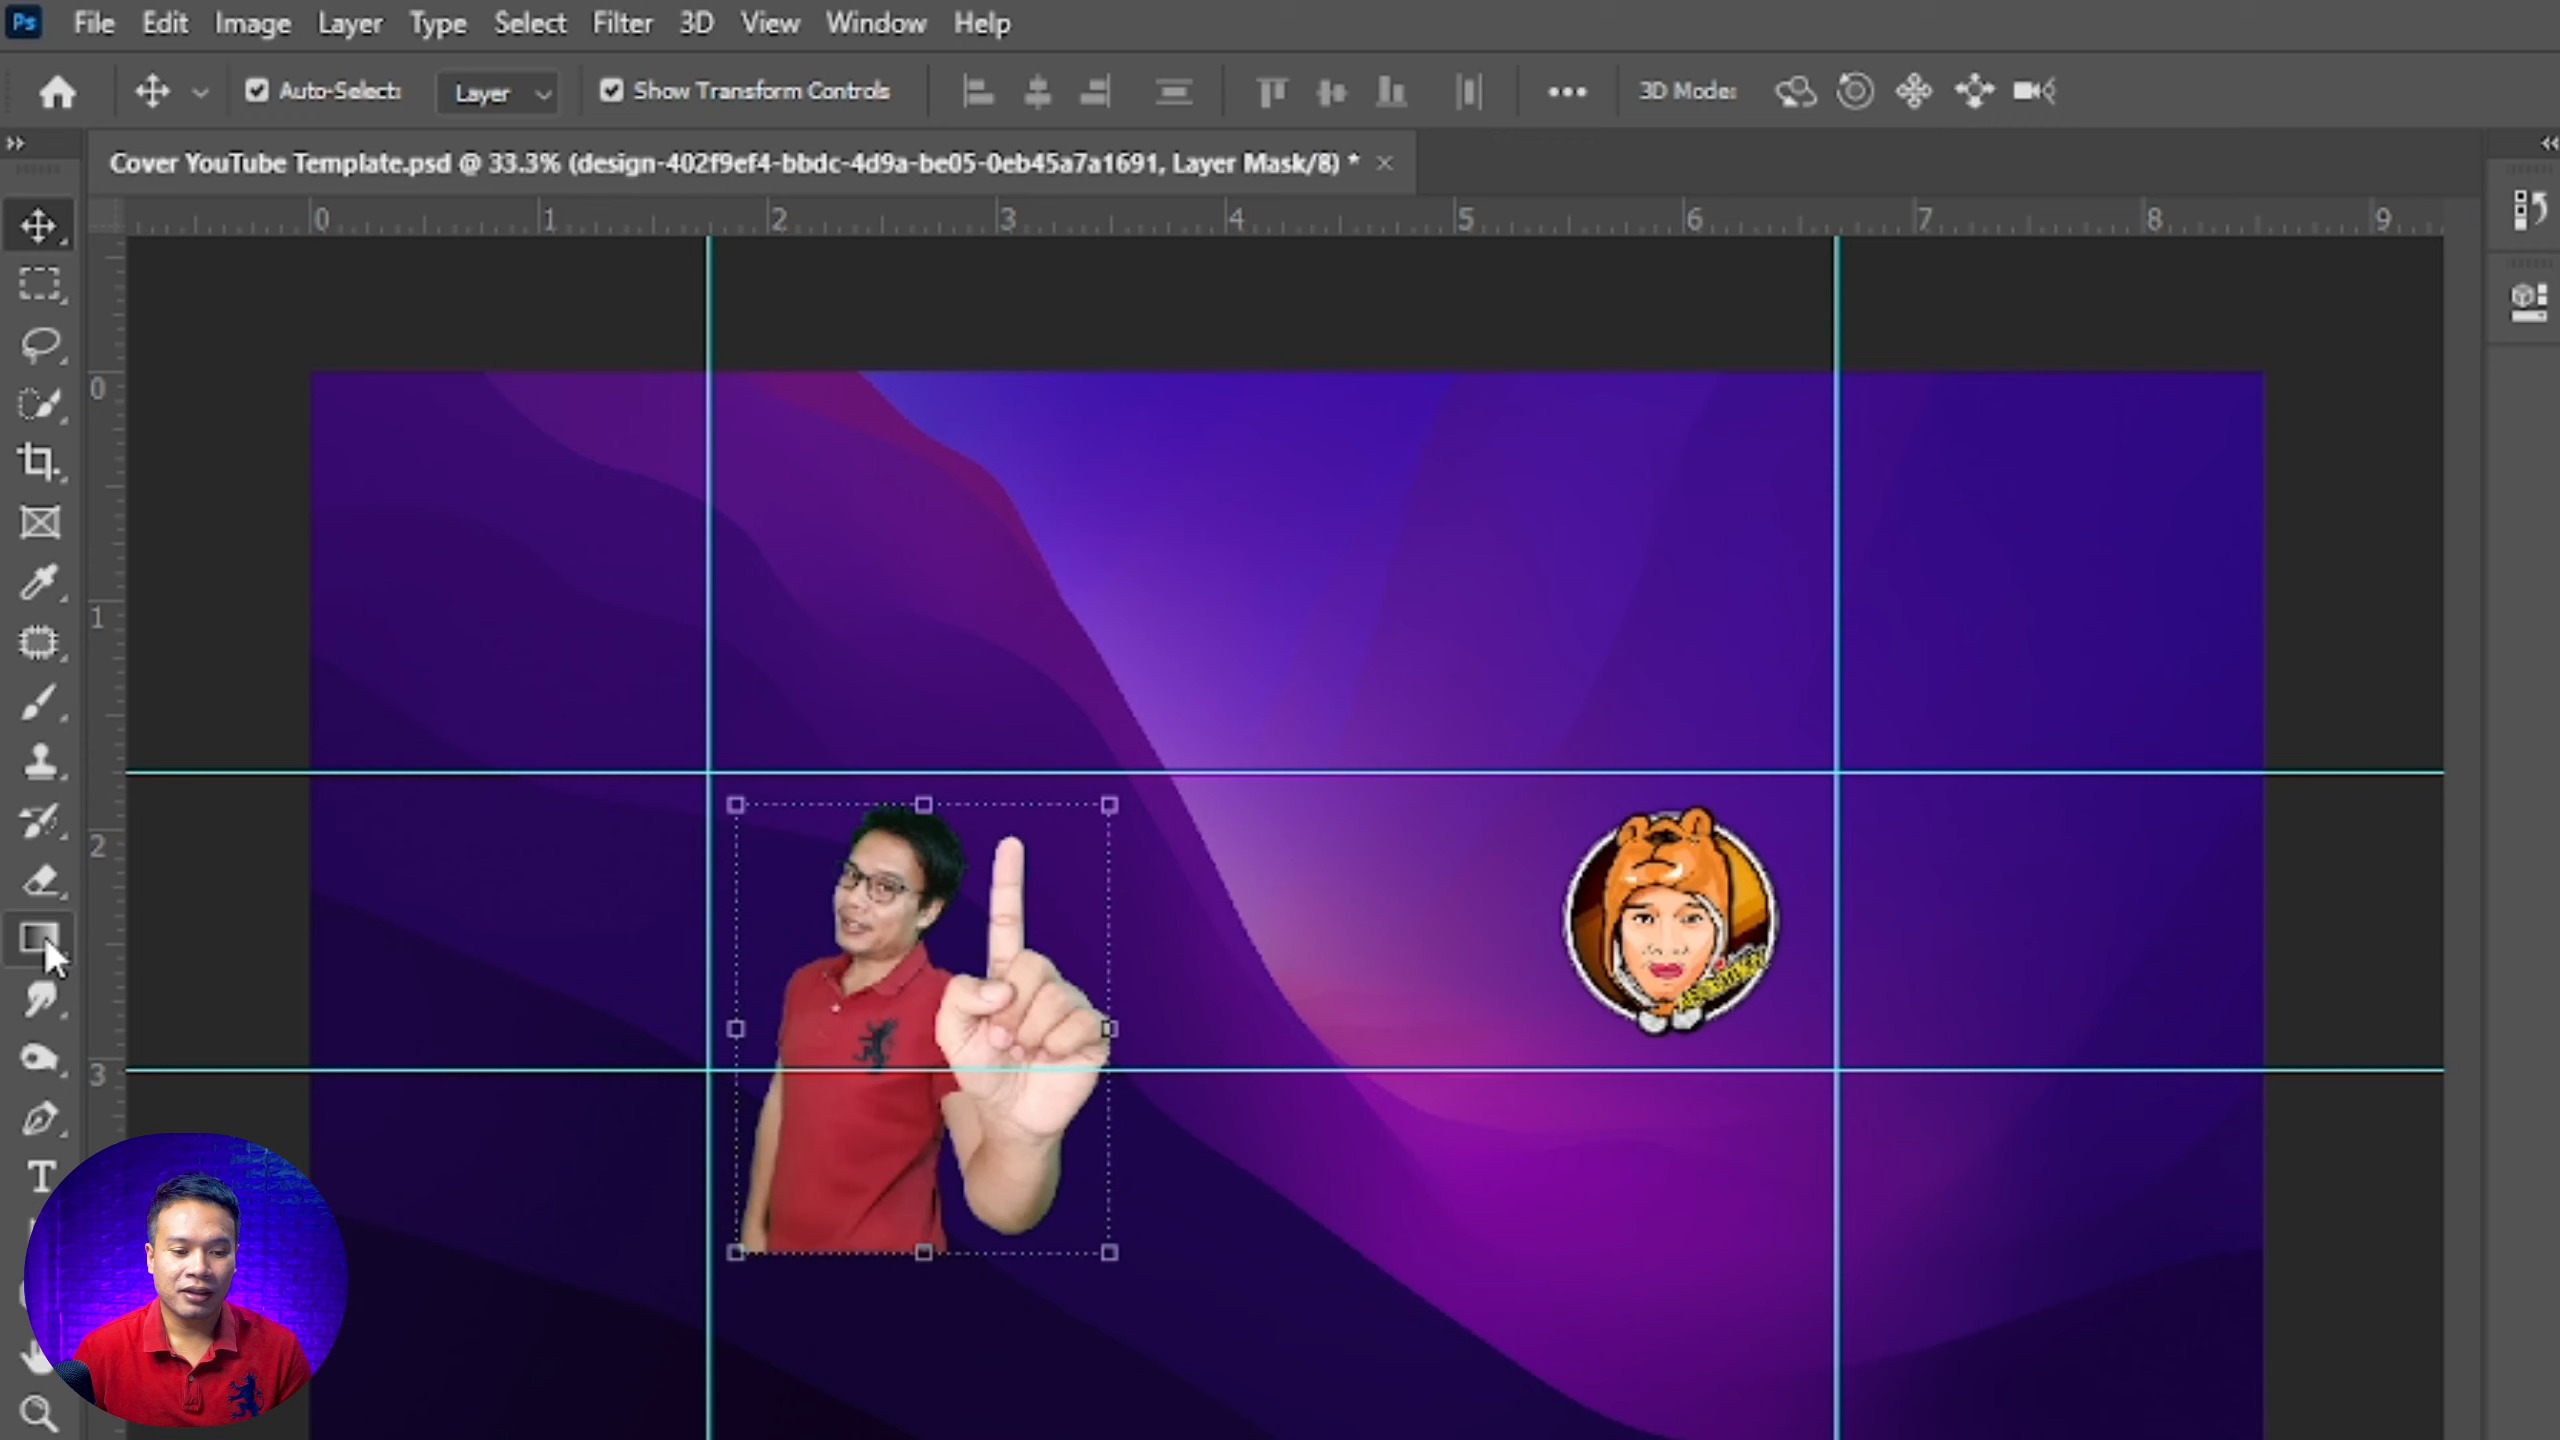 Ps File Edit Image Layer Type Select Filter 3D View Window Help
Auto-Select: Layer Show Transform Controls 3D Mode:
Cover YouTube Template.psd @ 33.3% (design-402f9ef4-bbdc-4d9a-be05-0eb45a7a1691, Layer Mask/8) *
0 1 2 3 4 5 6 7 8 9
0
1
2
3
T